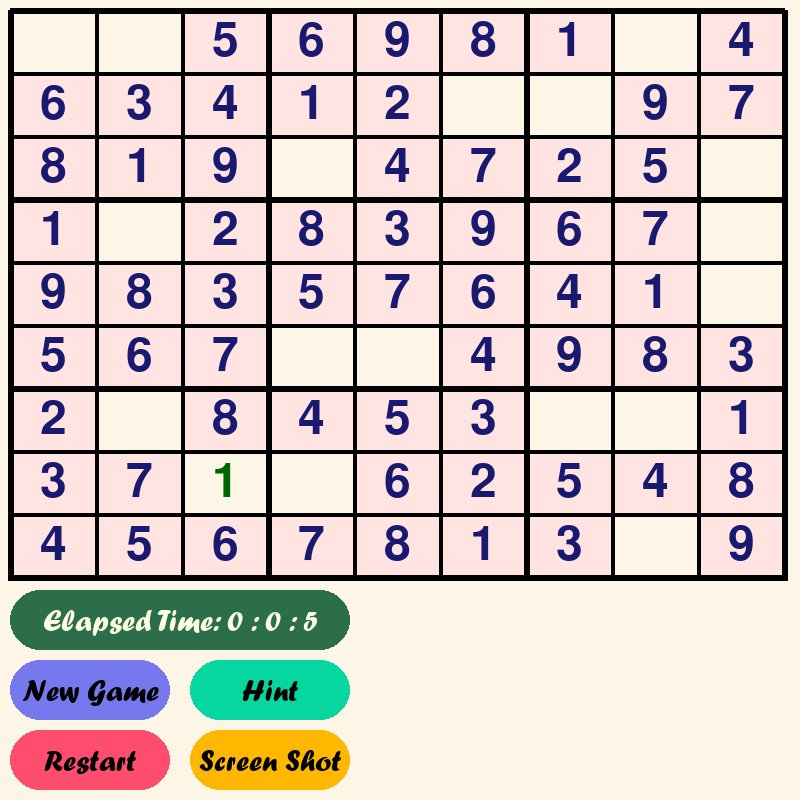 5 6 9 8 1 4
6 3 4 1 2 9 7
8 1 9 4 7 2 5
1 2 8 3 9 6 7
9 8 3 5 7 6 4 1
5 6 7 4 9 8 3
2 8 4 5 3 1
3 7 1 6 2 5 4 8
4 5 6 7 8 1 3 9
Elapsed Time: 0 : 0 : 5
New Game Hint
Restart Screen Shot